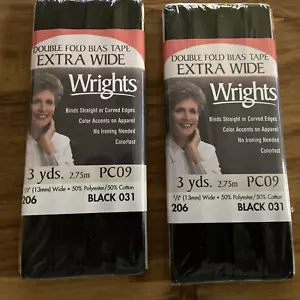 DOUBLE FOLD BIAS TAPE
EXTRA WIDE
Wrights
Binds Straight or Curved Edges
Color Accents on Apparel
No Ironing Needed
Colorfast
3 yds. 2.75m PC09
1/2" (13mm) Wide • 50% Polyester/50% Cotton
206 BLACK 031
DOUBLE FOLD BIAS TAPE
EXTRA WIDE
Wrights
Binds Straight or Curved Edges
Color Accents on Apparel
No Ironing Needed
Colorfast
3 yds. 2.75m PC09
1/2" (13mm) Wide • 50% Polyester/50% Cotton
206 BLACK 031